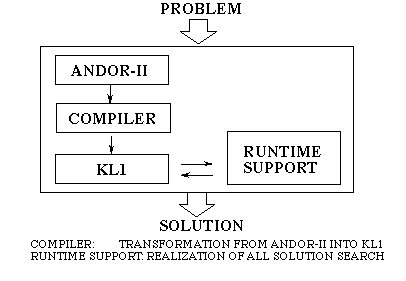 PROBLEM
ANDOR-II
COMPILER
KL1
RUNTIME
SUPPORT
SOLUTION
COMPILER: TRANSFORMATION FROM ANDOR-II INTO KL1
RUNTIME SUPPORT: REALIZATION OF ALL SOLUTION SEARCH